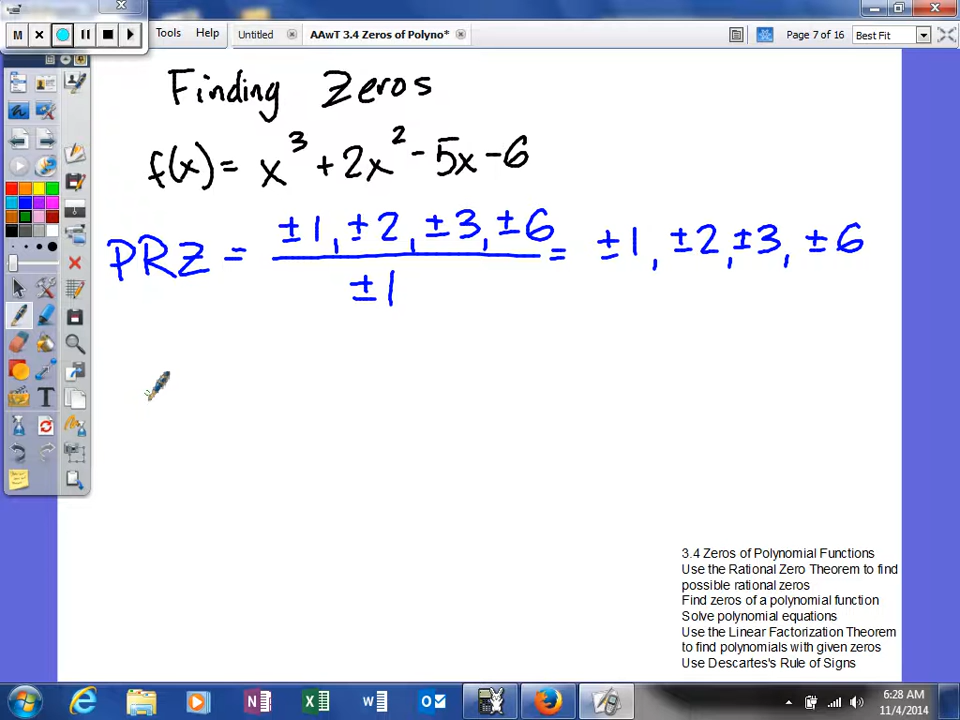 M
Tools Help Untitled AAwT 3.4 Zeros of Polyno* Page 7 of 16 Best Fit
Finding Zeros
f(x) = x³ + 2x² - 5x - 6
PRZ = ±1, ±2, ±3, ±6 = ±1, ±2, ±3, ±6
±1
T
3.4 Zeros of Polynomial Functions
Use the Rational Zero Theorem to find
possible rational zeros
Find zeros of a polynomial function
Solve polynomial equations
Use the Linear Factorization Theorem
to find polynomials with given zeros
Use Descartes's Rule of Signs
6:28 AM
11/4/2014